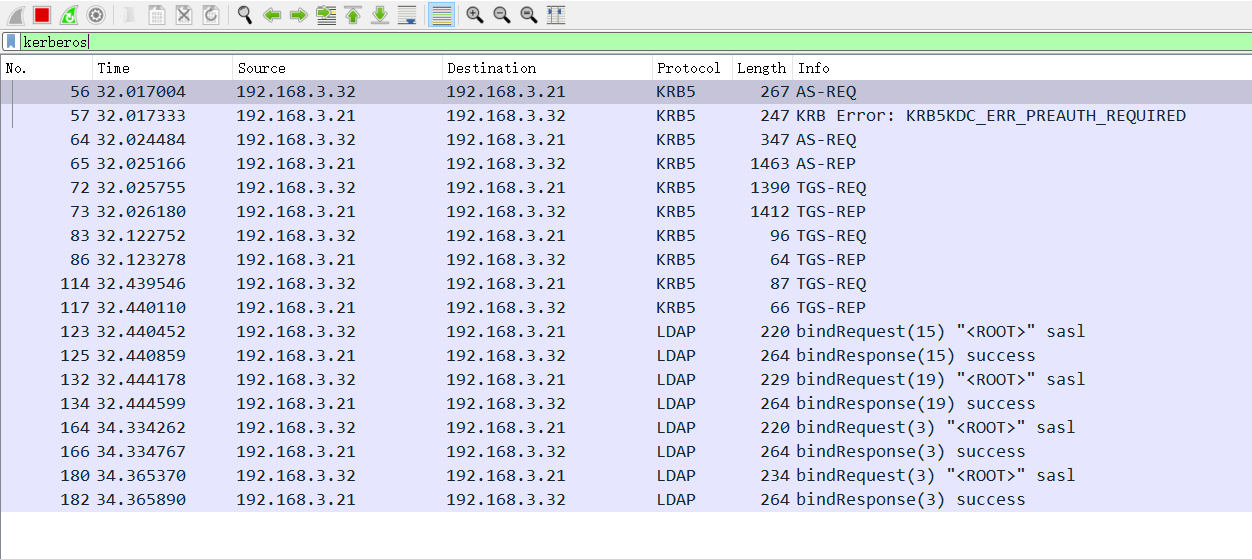 kerberos
No. Time Source Destination Protocol Length Info
56 32.017004 192.168.3.32 192.168.3.21 KRB5 267 AS-REQ
57 32.017333 192.168.3.21 192.168.3.32 KRB5 247 KRB Error: KRB5KDC_ERR_PREAUTH_REQUIRED
64 32.024484 192.168.3.32 192.168.3.21 KRB5 347 AS-REQ
65 32.025166 192.168.3.21 192.168.3.32 KRB5 1463 AS-REP
72 32.025755 192.168.3.32 192.168.3.21 KRB5 1390 TGS-REQ
73 32.026180 192.168.3.21 192.168.3.32 KRB5 1412 TGS-REP
83 32.122752 192.168.3.32 192.168.3.21 KRB5 96 TGS-REQ
86 32.123278 192.168.3.21 192.168.3.32 KRB5 64 TGS-REP
114 32.439546 192.168.3.32 192.168.3.21 KRB5 87 TGS-REQ
117 32.440110 192.168.3.21 192.168.3.32 KRB5 66 TGS-REP
123 32.440452 192.168.3.32 192.168.3.21 LDAP 220 bindRequest(15) "<ROOT>" sasl
125 32.440859 192.168.3.21 192.168.3.32 LDAP 264 bindResponse(15) success
132 32.444178 192.168.3.32 192.168.3.21 LDAP 229 bindRequest(19) "<ROOT>" sasl
134 32.444599 192.168.3.21 192.168.3.32 LDAP 264 bindResponse(19) success
164 34.334262 192.168.3.32 192.168.3.21 LDAP 220 bindRequest(3) "<ROOT>" sasl
166 34.334767 192.168.3.21 192.168.3.32 LDAP 264 bindResponse(3) success
180 34.365370 192.168.3.32 192.168.3.21 LDAP 234 bindRequest(3) "<ROOT>" sasl
182 34.365890 192.168.3.21 192.168.3.32 LDAP 264 bindResponse(3) success